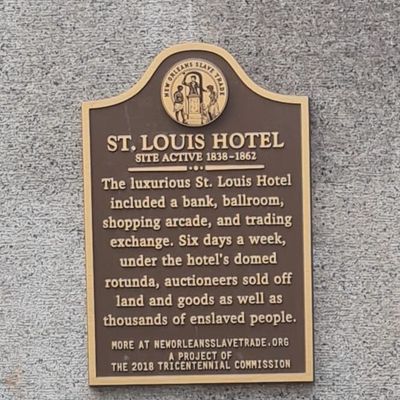 NEW ORLEANS SLAVE TRADE
ST. LOUIS HOTEL
SITE ACTIVE 1838-1862
The luxurious St. Louis Hotel
included a bank, ballroom,
shopping arcade, and trading
exchange. Six days a week,
under the hotel's domed
rotunda, auctioneers sold off
land and goods as well as
thousands of enslaved people.
MORE AT NEWORLEANSSLAVETRADE.ORG
A PROJECT OF
THE 2018 TRICENTENNIAL COMMISSION